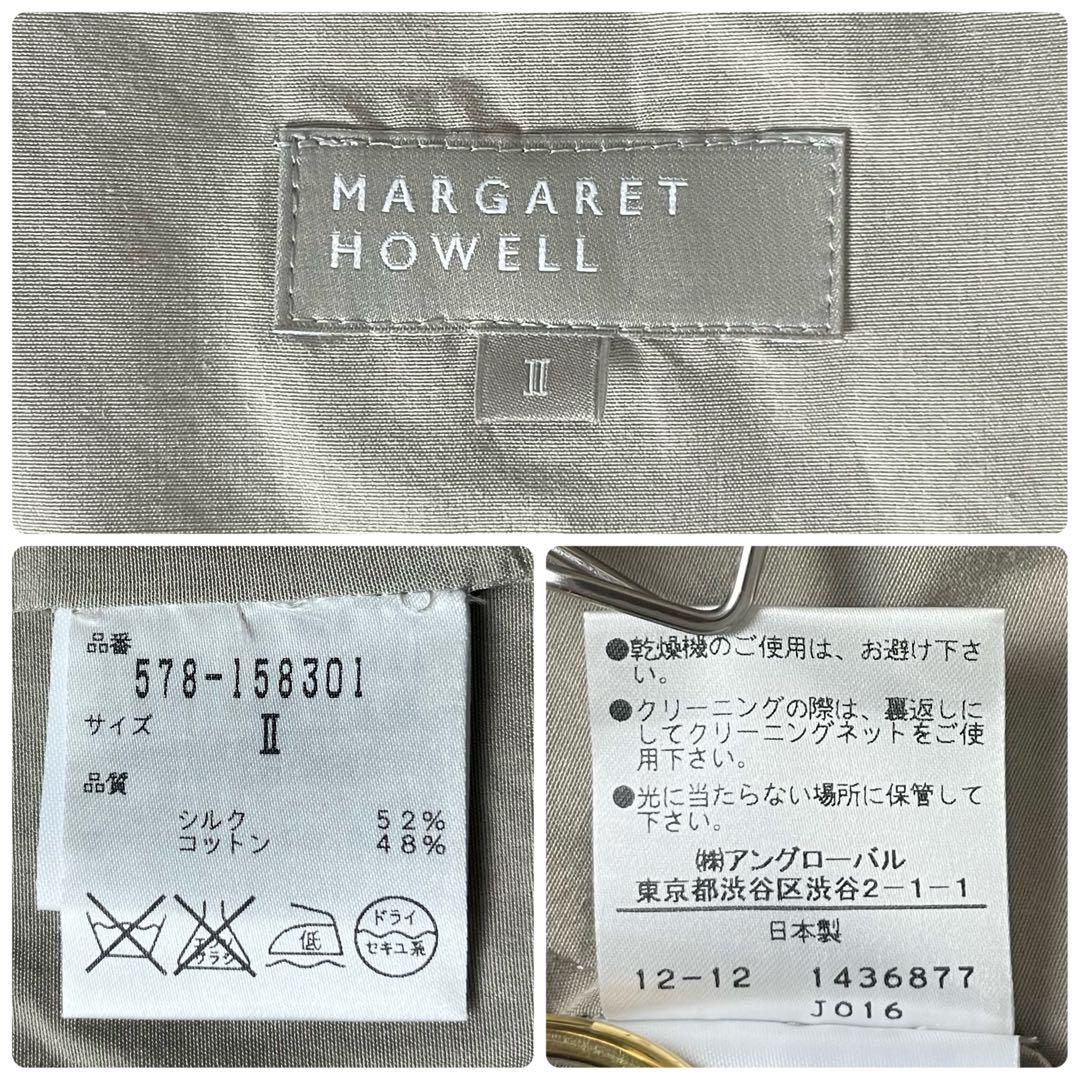 MARGARET
HOWELL
II
品番
578-158301
サイズ
II
品質
シルク 52%
コットン 48%
エンソ
サラシ
低
ドライ
セキユ系
●乾燥機のご使用は、お避け下さ
い。
●クリーニングの際は、裏返しに
してクリーニングネットをご使
用下さい。
●光に当たらない場所に保管して
下さい。
㈱アングローバル
東京都渋谷区渋谷2-1-1
日本製
12-12 1436877
J016